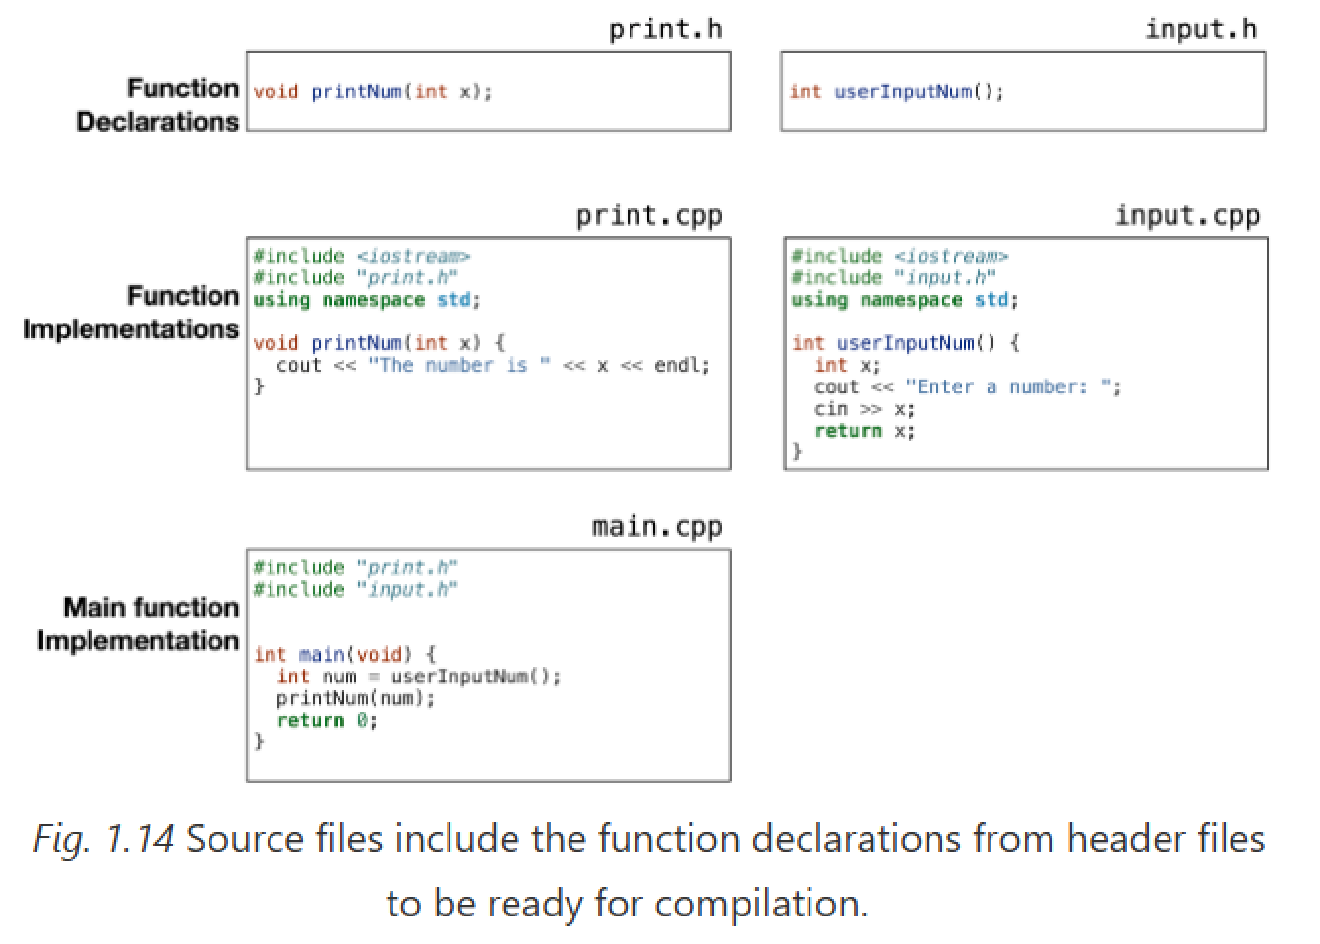 print.h
input.h
Function
Declarations
void printNum(int x);
int userInputNum();
print.cpp
input.cpp
Function
Implementations
#include <iostream>
#include "print.h"
using namespace std;
void printNum(int x) {
  cout << "The number is " << x << endl;
}
#include <iostream>
#include "input.h"
using namespace std;
int userInputNum() {
  int x;
  cout << "Enter a number: ";
  cin >> x;
  return x;
}
main.cpp
Main function
Implementation
#include "print.h"
#include "input.h"
int main(void) {
  int num = userInputNum();
  printNum(num);
  return 0;
}
Fig. 1.14 Source files include the function declarations from header files
to be ready for compilation.